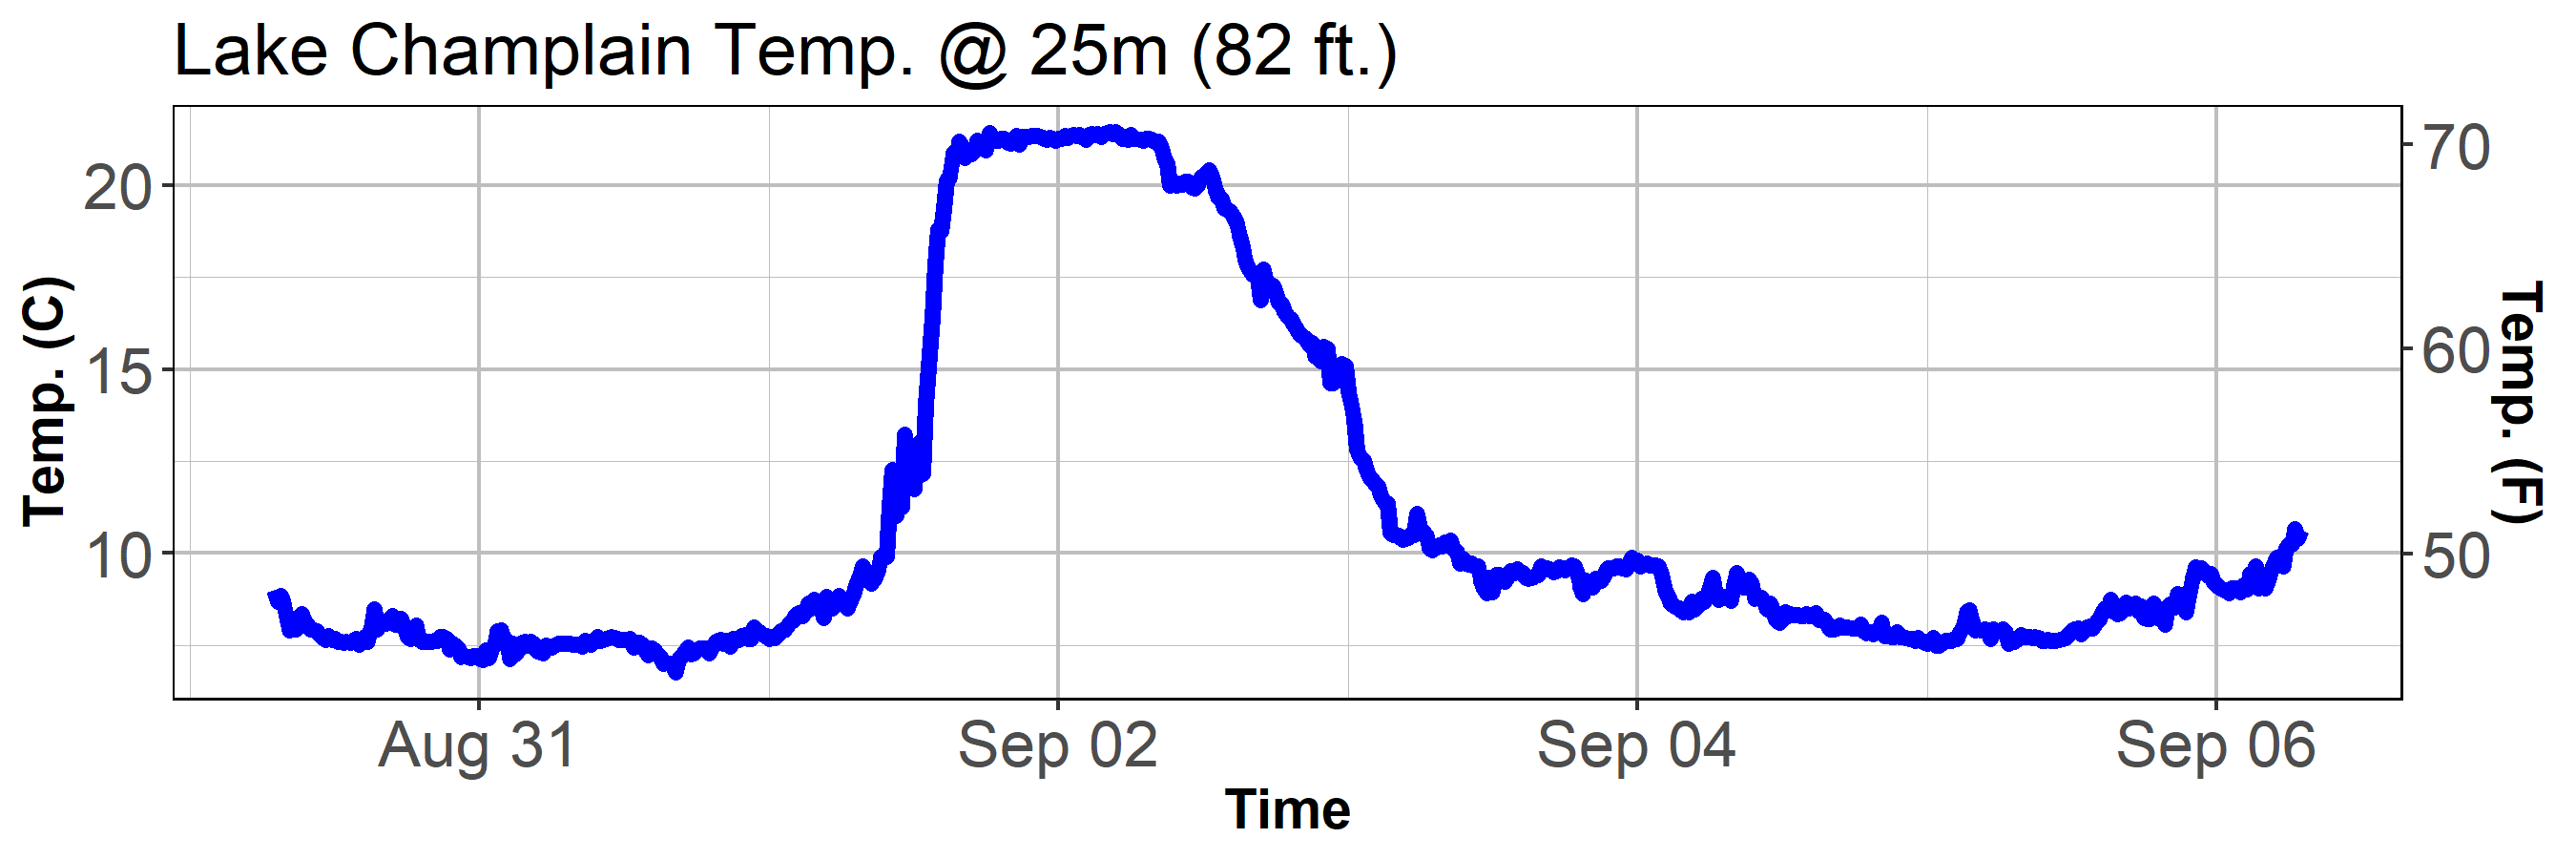 Lake Champlain Temp. @ 25m (82 ft.)
Temp. (C)
20
15
10
70
60
50
Temp. (F)
Aug 31
Sep 02
Sep 04
Sep 06
Time